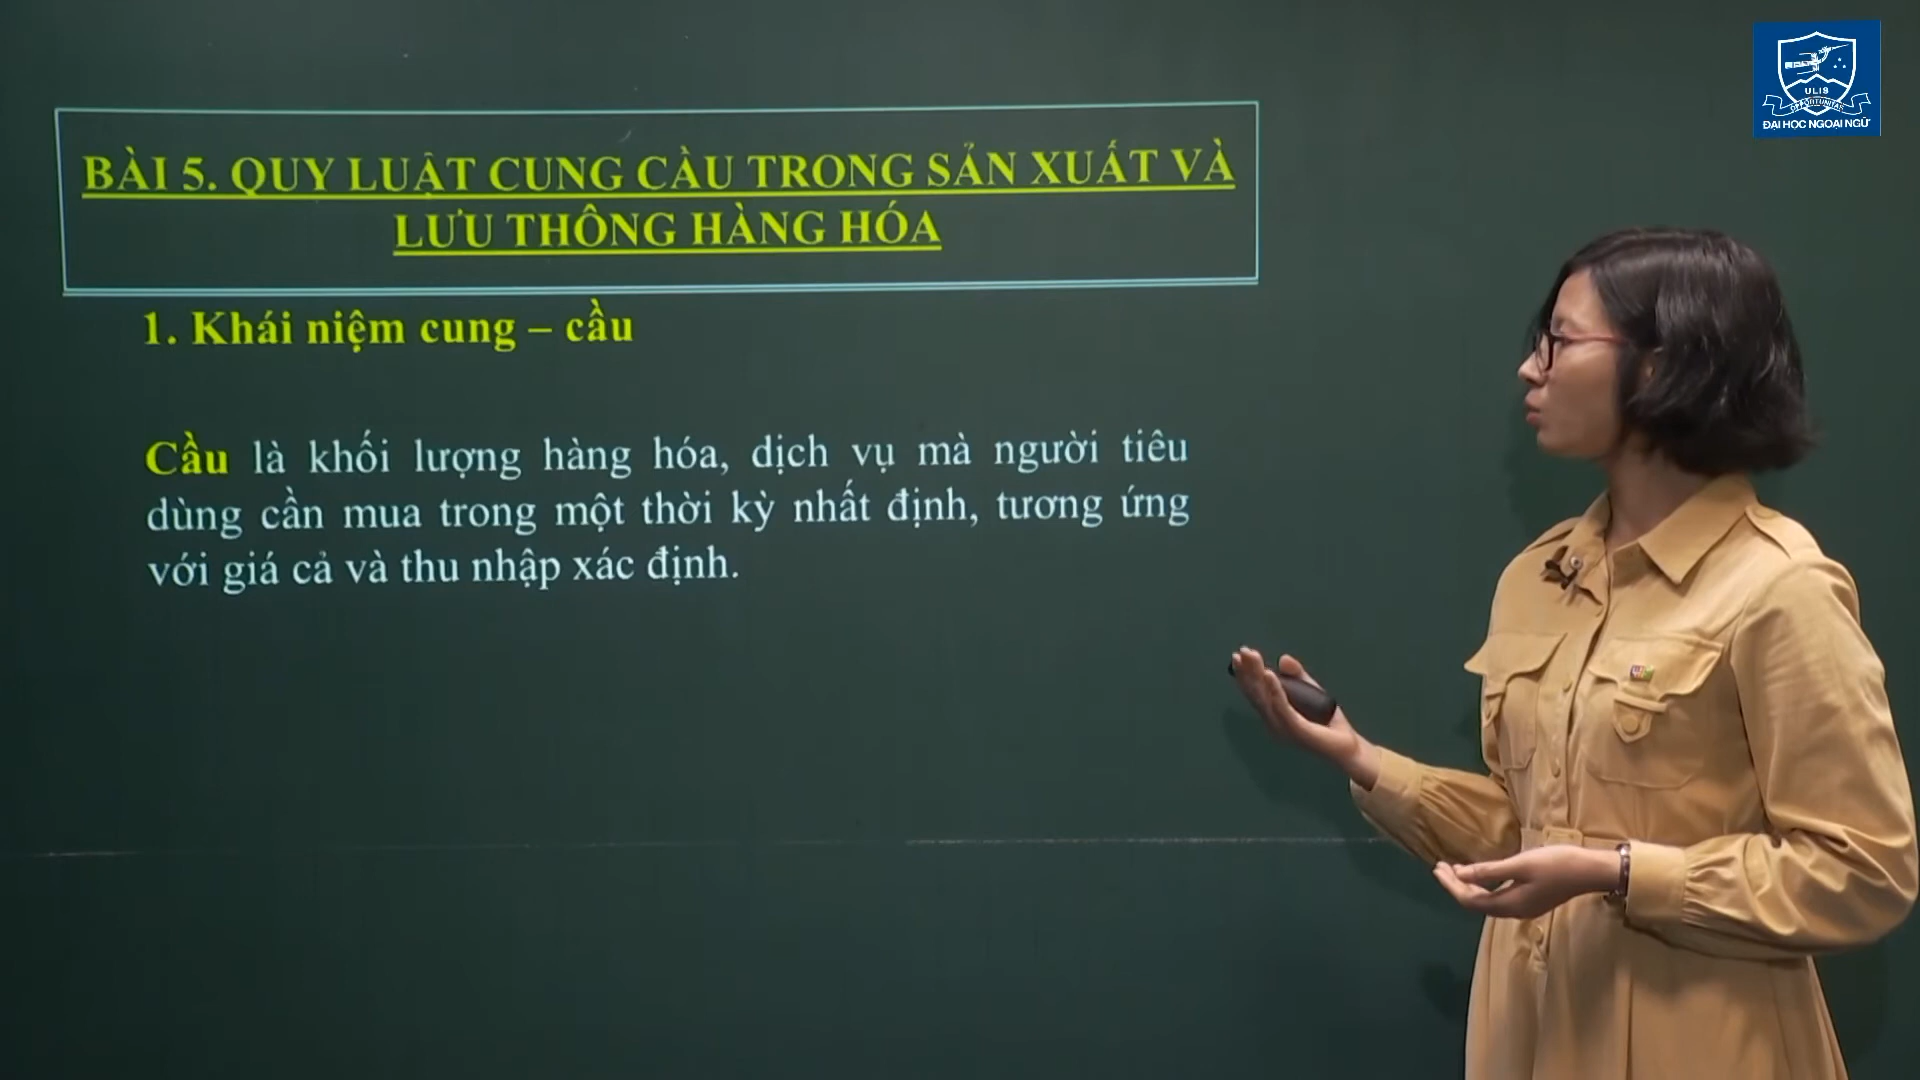 BÀI 5. QUY LUẬT CUNG CẦU TRONG SẢN XUẤT VÀ
LƯU THÔNG HÀNG HÓA
1. Khái niệm cung – cầu
Cầu là khối lượng hàng hóa, dịch vụ mà người tiêu
dùng cần mua trong một thời kỳ nhất định, tương ứng
với giá cả và thu nhập xác định.
ULIS
OPPORTUNITAS
ĐẠI HỌC NGOẠI NGỮ